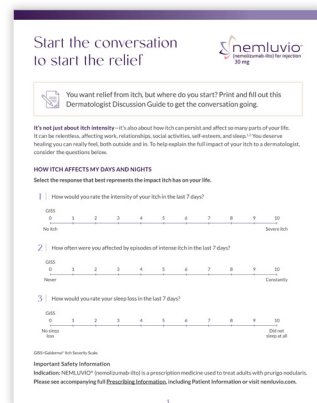 Start the conversation
to start the relief
nemluvio®
(nemolizumab-ilto) for injection
30 mg
You want relief from itch, but where do you start? Print and fill out this
Dermatologist Discussion Guide to get the conversation going.
It's not just about itch intensity—it's also about how itch can persist and affect so many parts of your life.
It can be relentless, affecting work, relationships, social activities, self-esteem, and sleep.1,2 You deserve
healing you can really feel, both outside and in. To help explain the full impact of your itch to a dermatologist,
consider the questions below.
HOW ITCH AFFECTS MY DAYS AND NIGHTS
Select the response that best represents the impact itch has on your life.
1 How would you rate the intensity of your itch in the last 7 days?
GISS
0 1 2 3 4 5 6 7 8 9 10
No itch Severe itch
2 How often were you affected by episodes of intense itch in the last 7 days?
GISS
0 1 2 3 4 5 6 7 8 9 10
Never Constantly
3 How would you rate your sleep loss in the last 7 days?
GISS
0 1 2 3 4 5 6 7 8 9 10
No sleep Did not
loss sleep at all
GISS=Galderma® Itch Severity Scale.
Important Safety Information
Indication: NEMLUVIO® (nemolizumab-ilto) is a prescription medicine used to treat adults with prurigo nodularis.
Please see accompanying full Prescribing Information, including Patient Information or visit nemluvio.com.
1